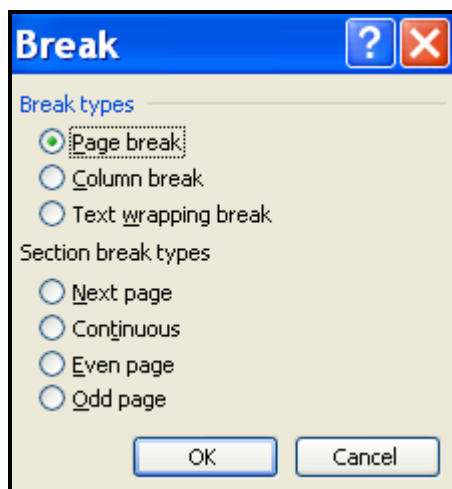 Break ?
Break types
Page break
Column break
Text wrapping break
Section break types
Next page
Continuous
Even page
Odd page
OK Cancel